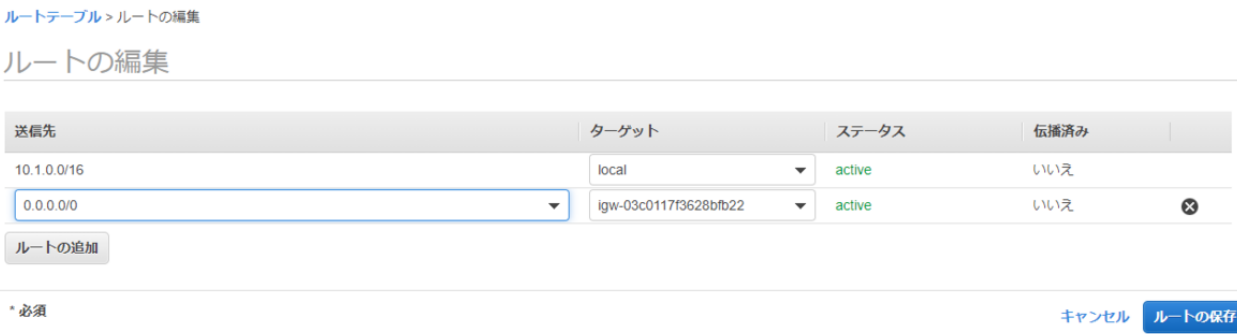 ルートテーブル > ルートの編集
ルートの編集
送信先 ターゲット ステータス 伝播済み
10.1.0.0/16 local active いいえ
0.0.0.0/0 igw-03c0117f3628bfb22 active いいえ
ルートの追加
* 必須 キャンセル ルートの保存